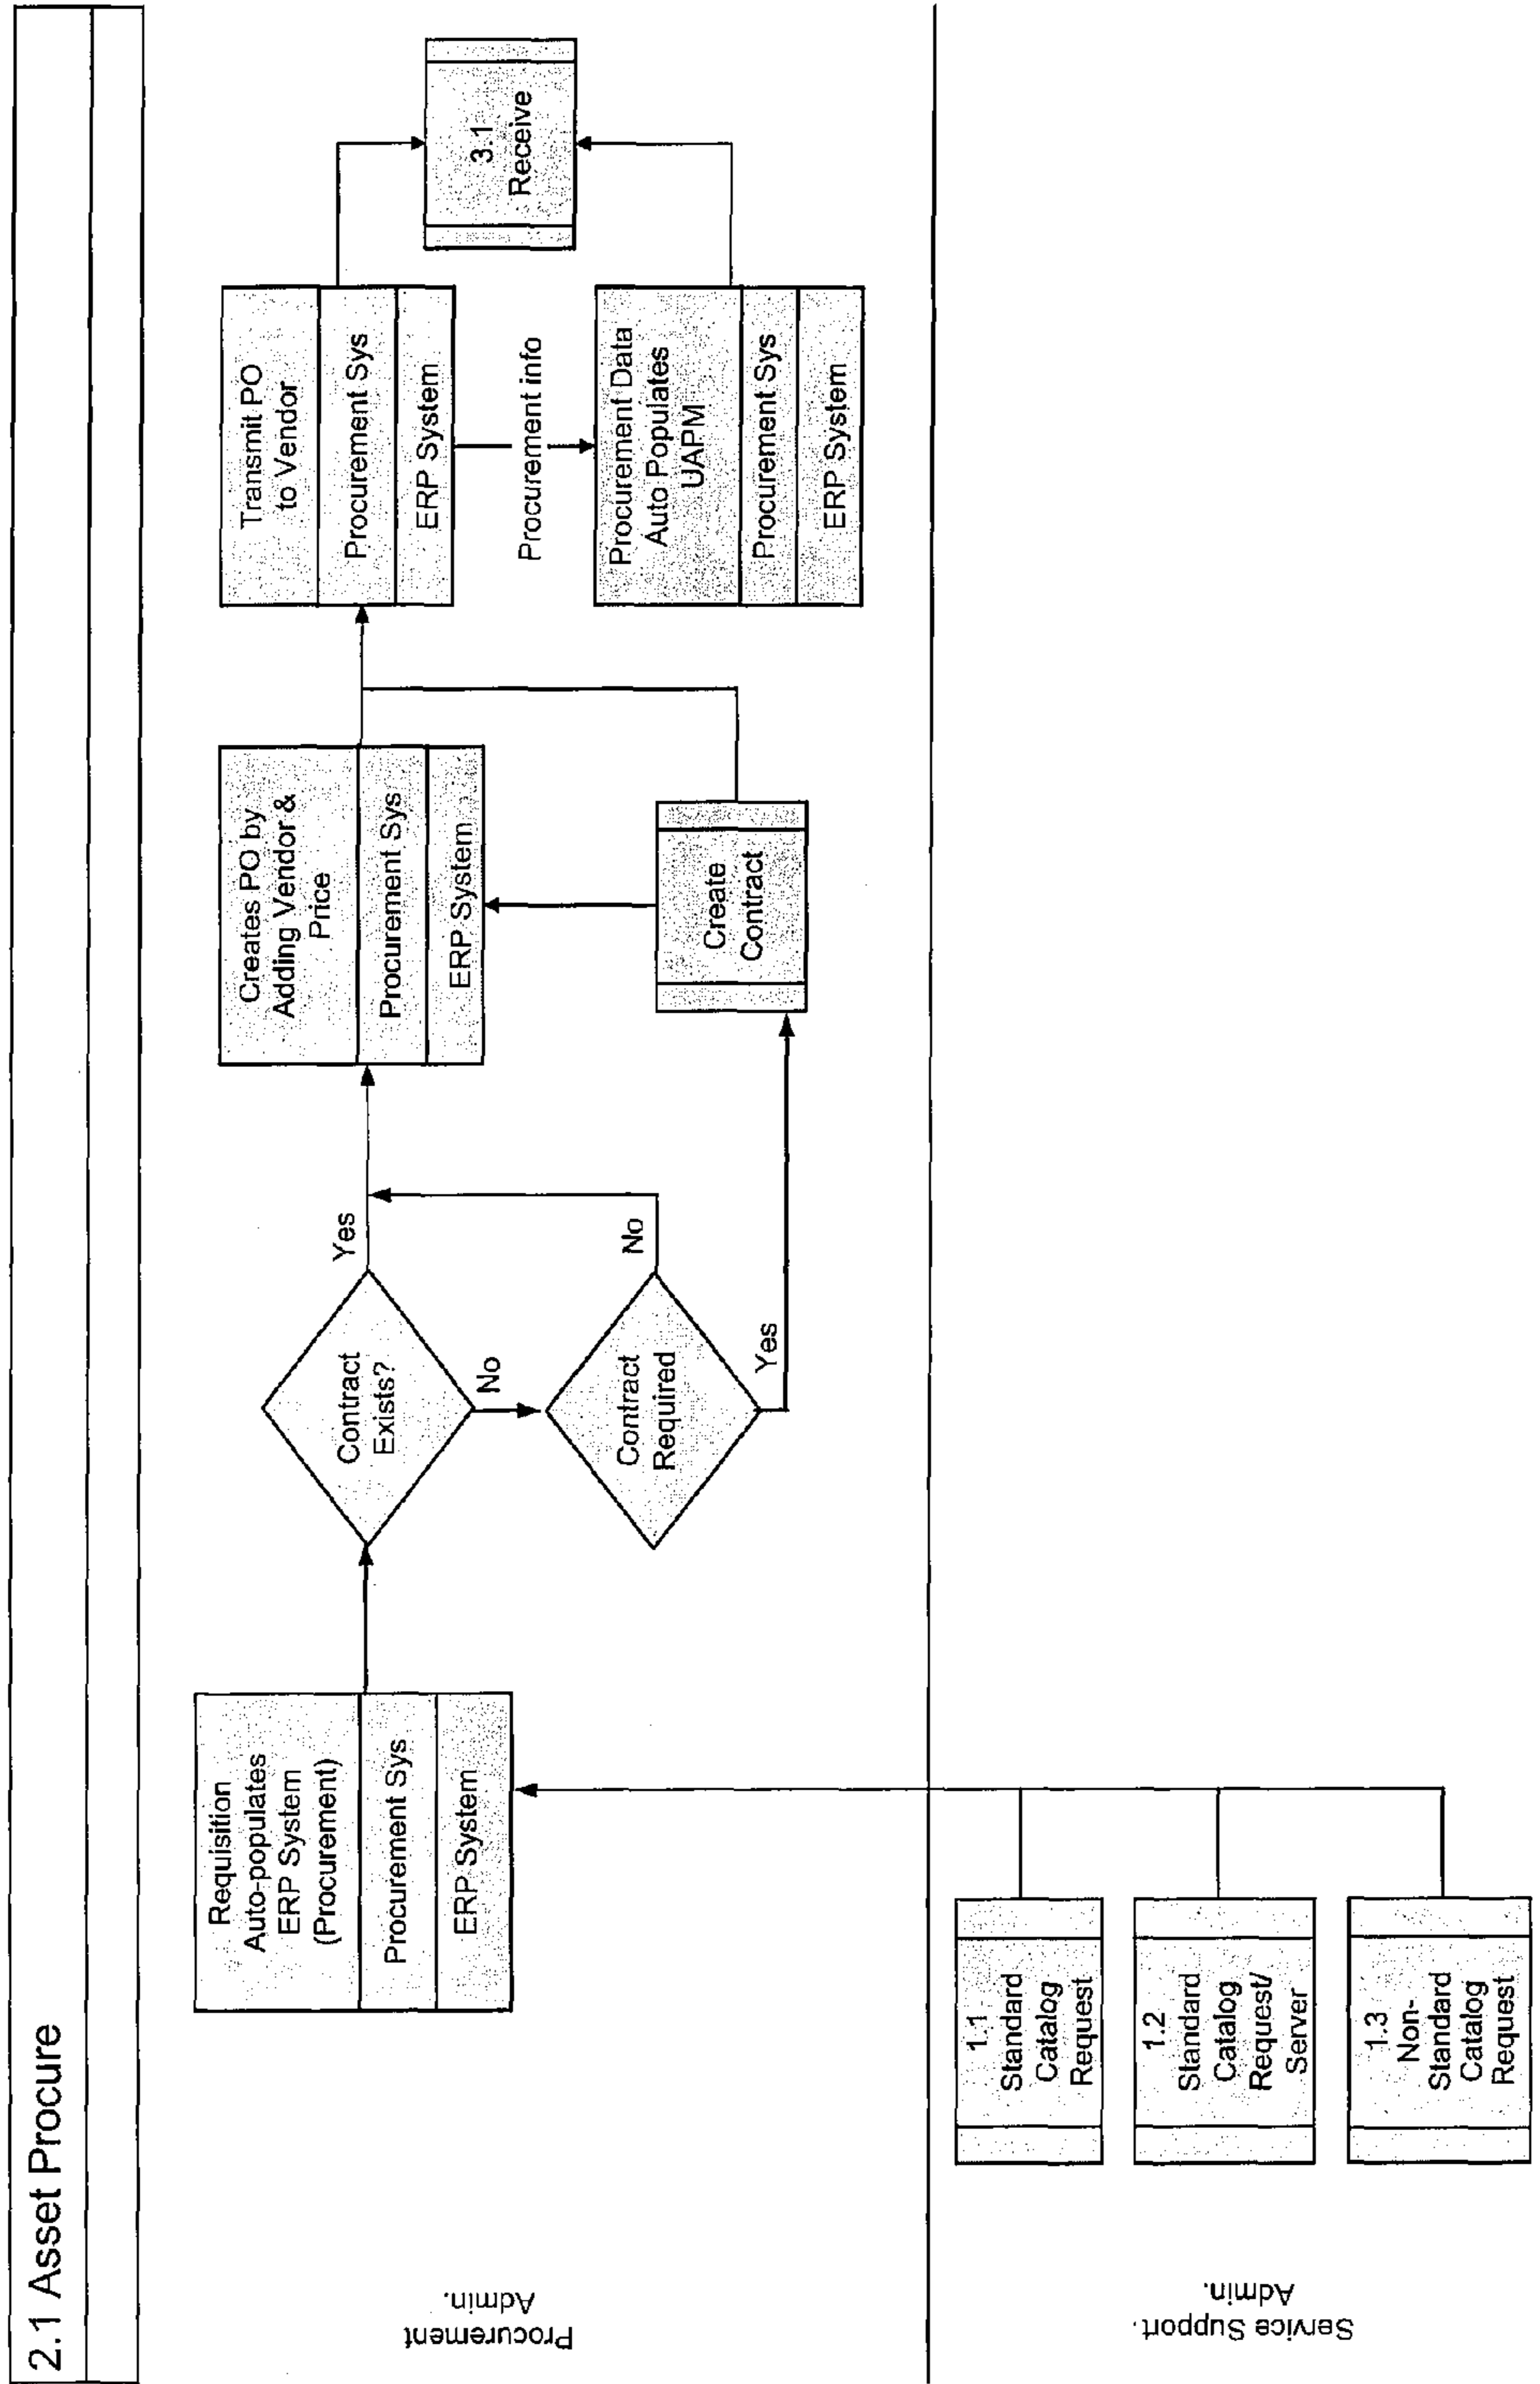 2.1 Asset Procure
Procurement
Admin.
Requisition
Auto-populates
ERP System
(Procurement)
Procurement Sys
ERP System
Contract
Exists?
Yes
No
Contract
Required
No
Yes
Creates PO by
Adding Vendor &
Price
Procurement Sys
ERP System
Create
Contract
Transmit PO
to Vendor
Procurement Sys
ERP System
Procurement info
Procurement Data
Auto Populates
UAPM
Procurement Sys
ERP System
3.1
Receive
Service Support.
Admin.
1.1
Standard
Catalog
Request
1.2
Standard
Catalog
Request/
Server
1.3
Non-
Standard
Catalog
Request